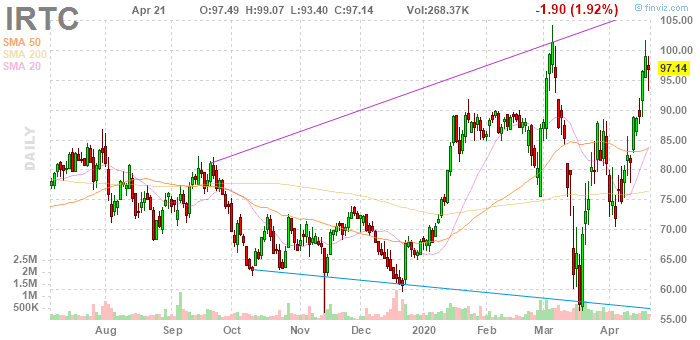 IRTC
Apr 21 O:97.49 H:99.07 L:93.40 C:97.14 Vol:268.37K -1.90 (1.92%)
© finviz.com
SMA 50
SMA 200
SMA 20
DAILY
105.00
100.00
97.14
95.00
90.00
85.00
80.00
75.00
70.00
65.00
60.00
55.00
2.5M
2M
1.5M
1M
500K
Aug Sep Oct Nov Dec 2020 Feb Mar Apr